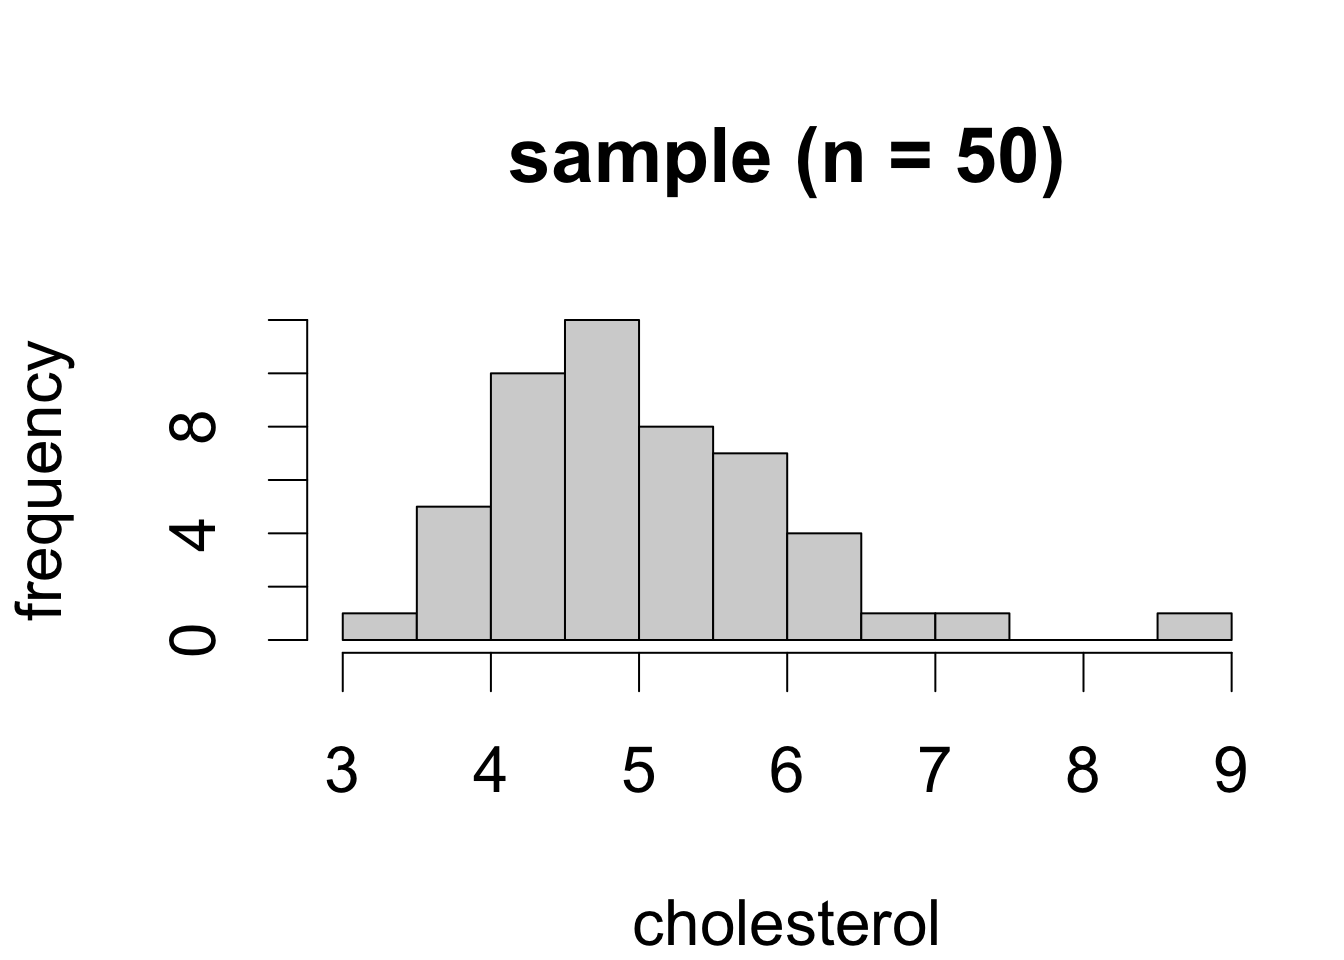 sample (n = 50)
frequency
8
4
0
3 4 5 6 7 8 9
cholesterol